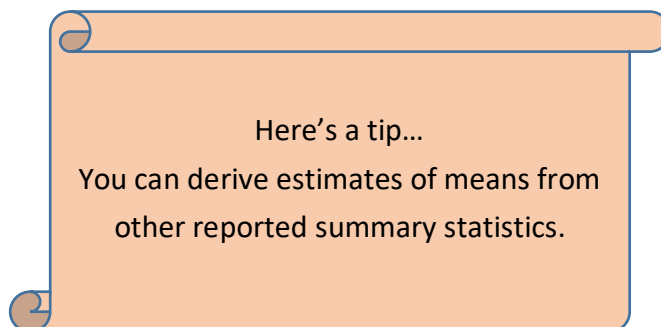 Here’s a tip…
You can derive estimates of means from
other reported summary statistics.